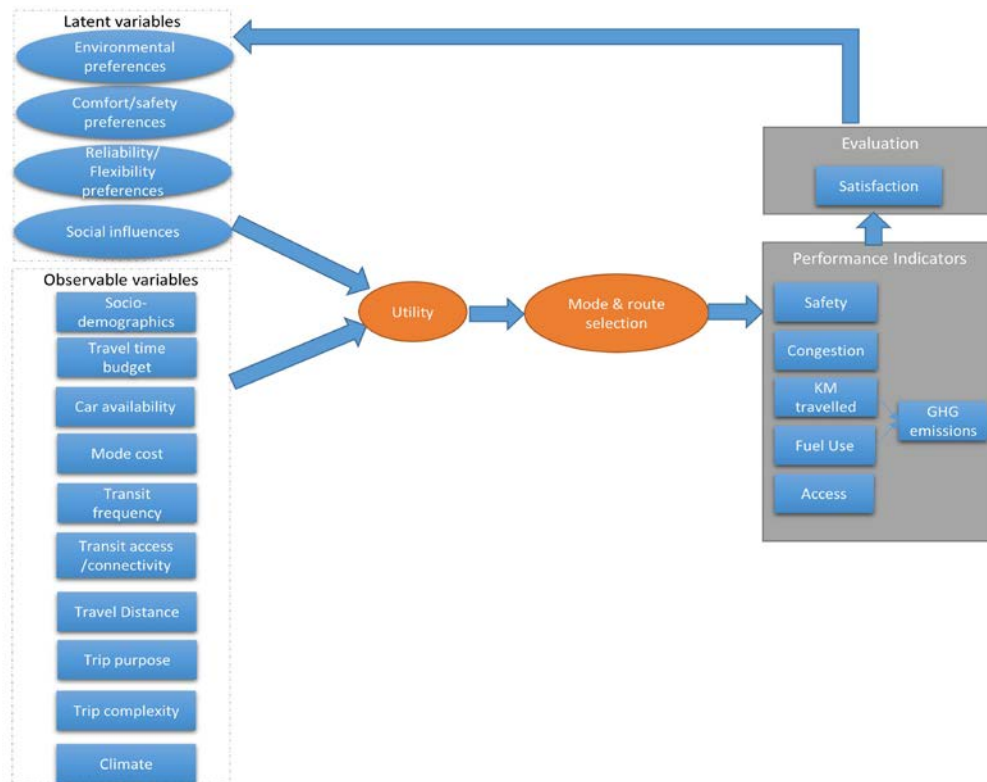 Latent variables
Environmental
preferences
Comfort/safety
preferences
Reliability/
Flexibility
preferences
Social influences
Observable variables
Socio-
demographics
Travel time
budget
Car availability
Mode cost
Transit
frequency
Transit access
/connectivity
Travel Distance
Trip purpose
Trip complexity
Climate
Utility
Mode & route
selection
Evaluation
Satisfaction
Performance Indicators
Safety
Congestion
KM
travelled
Fuel Use
Access
GHG
emissions